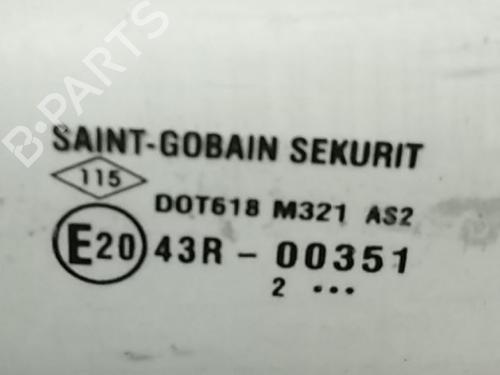 B-PARTS
SAINT-GOBAIN SEKURIT
115
DOT618 M321 AS2
E20 43R - 00351
2 •••